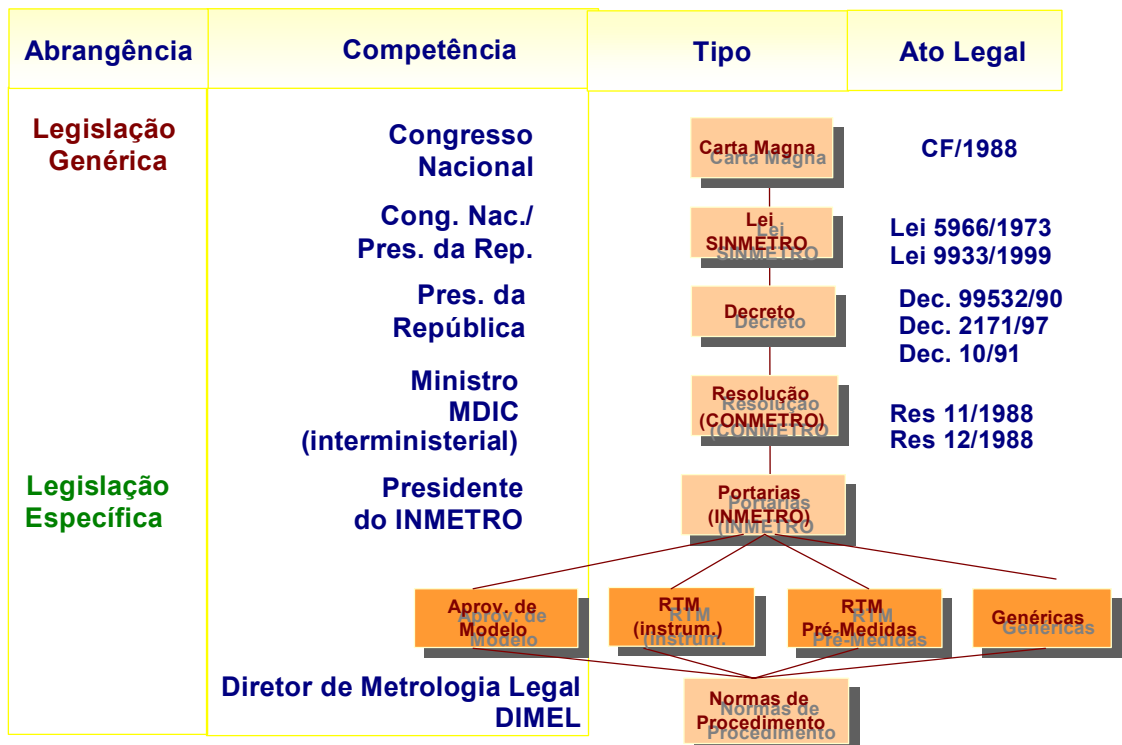 Abrangência
Competência
Tipo
Ato Legal
Legislação
Genérica
Congresso
Nacional
Carta Magna
CF/1988
Cong. Nac./
Pres. da Rep.
Lei
SINMETRO
Lei 5966/1973
Lei 9933/1999
Pres. da
República
Decreto
Dec. 99532/90
Dec. 2171/97
Dec. 10/91
Ministro
MDIC
(interministerial)
Resolução
(CONMETRO)
Res 11/1988
Res 12/1988
Legislação
Específica
Presidente
do INMETRO
Portarias
(INMETRO)
Aprov. de
Modelo
RTM
(instrum.)
RTM
Pré-Medidas
Genéricas
Diretor de Metrologia Legal
DIMEL
Normas de
Procedimento